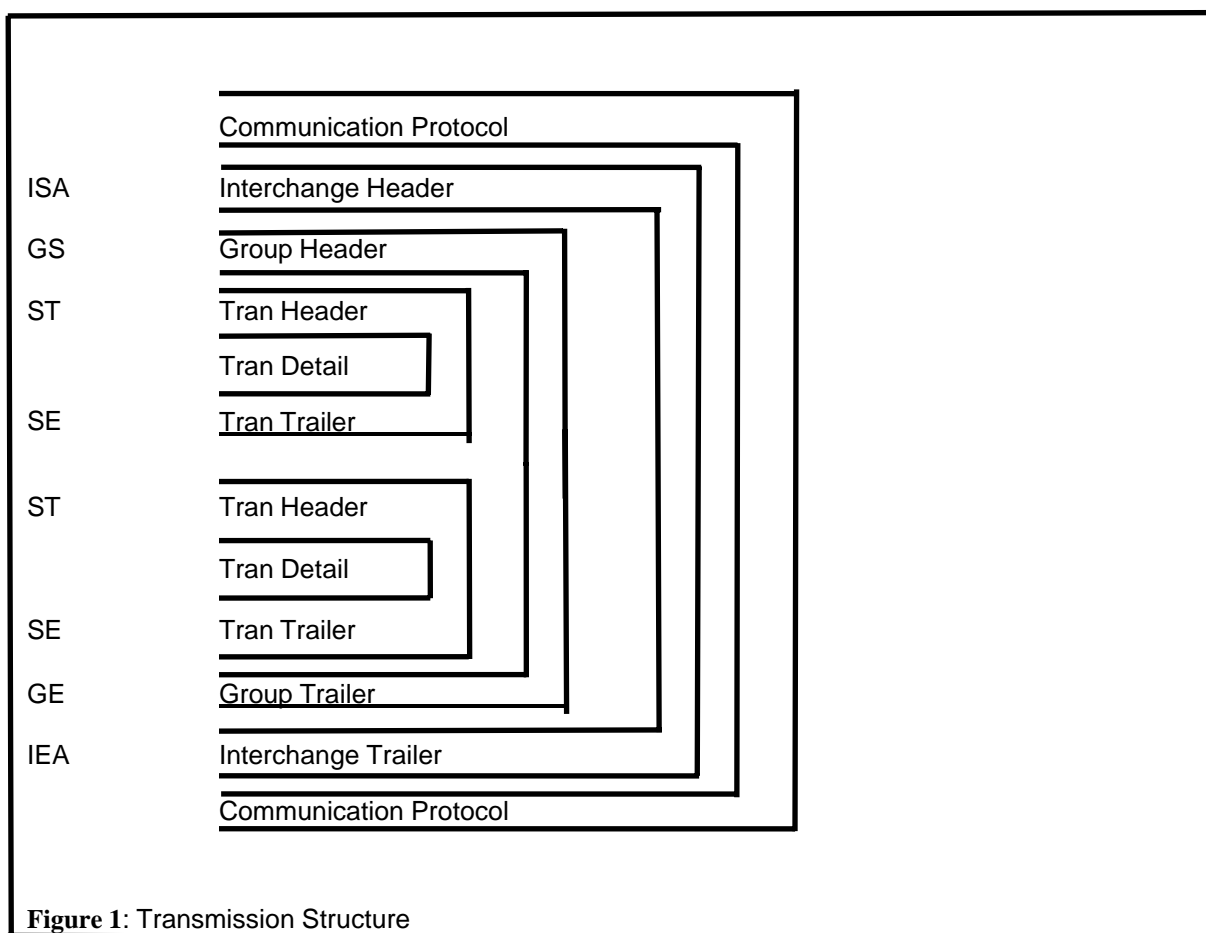 Communication Protocol
ISA Interchange Header
GS Group Header
ST Tran Header
Tran Detail
SE Tran Trailer
ST Tran Header
Tran Detail
SE Tran Trailer
GE Group Trailer
IEA Interchange Trailer
Communication Protocol
Figure 1: Transmission Structure